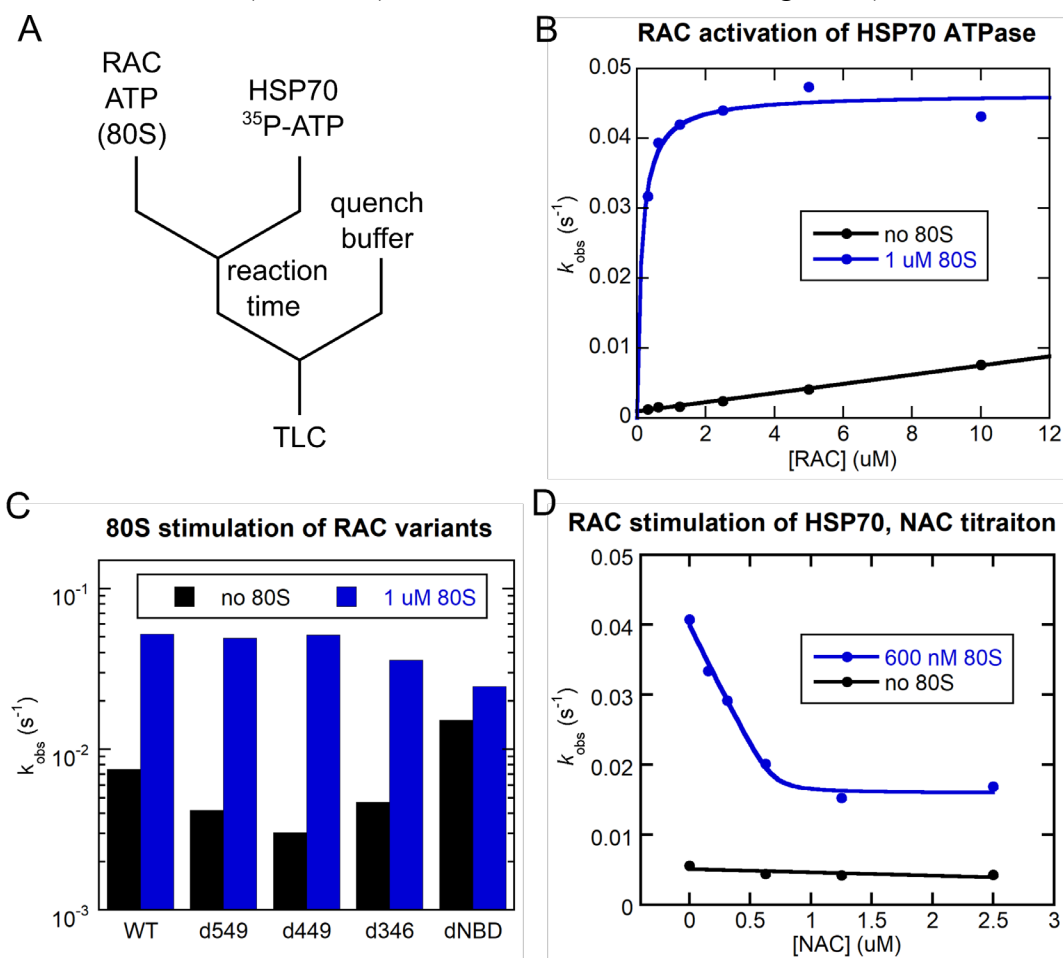 A
RAC
ATP
(80S)
HSP70
³⁵P-ATP
quench
buffer
reaction
time
TLC
B
RAC activation of HSP70 ATPase
0.05
0.04
0.03
0.02
0.01
0
k_obs (s⁻¹)
no 80S
1 uM 80S
0 2 4 6 8 10 12
[RAC] (uM)
C
80S stimulation of RAC variants
no 80S 1 uM 80S
10⁻¹
10⁻²
10⁻³
k_obs (s⁻¹)
WT d549 d449 d346 dNBD
D
RAC stimulation of HSP70, NAC titraiton
0.05
0.04
0.03
0.02
0.01
0
k_obs (s⁻¹)
600 nM 80S
no 80S
0 0.5 1 1.5 2 2.5 3
[NAC] (uM)